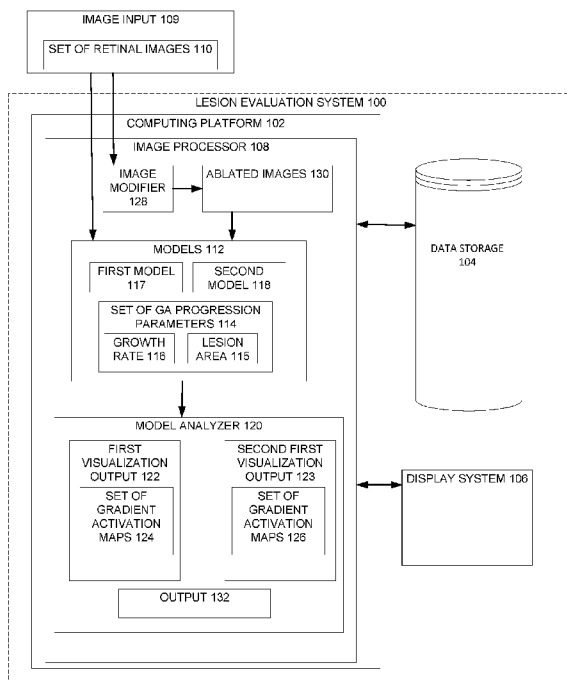 IMAGE INPUT 109
SET OF RETINAL IMAGES 110
LESION EVALUATION SYSTEM 100
COMPUTING PLATFORM 102
IMAGE PROCESSOR 108
IMAGE
MODIFIER
128
ABLATED IMAGES 130
MODELS 112
FIRST MODEL
117
SECOND
MODEL 118
SET OF GA PROGRESSION
PARAMETERS 114
GROWTH
RATE 116
LESION
AREA 115
DATA STORAGE
104
MODEL ANALYZER 120
FIRST
VISUALIZATION
OUTPUT 122
SET OF
GRADIENT
ACTIVATION
MAPS 124
SECOND FIRST
VISUALIZATION
OUTPUT 123
SET OF
GRADIENT
ACTIVATION
MAPS 126
OUTPUT 132
DISPLAY SYSTEM 106